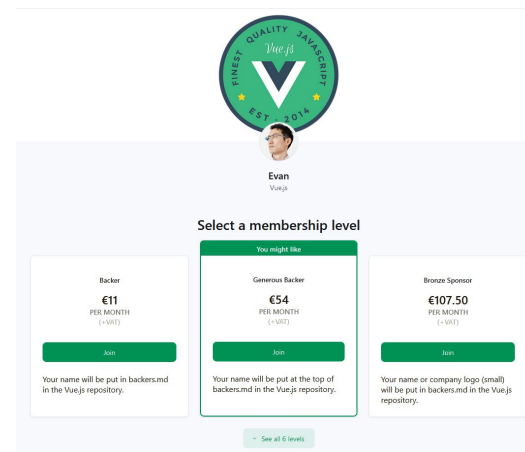 FINEST QUALITY JAVASCRIPT
Vue.js
EST - 2014
Evan
Vue.js
Select a membership level
You might like
Backer
€11
PER MONTH
(+VAT)
Join
Your name will be put in backers.md
in the Vue.js repository.
Generous Backer
€54
PER MONTH
(+VAT)
Join
Your name will be put at the top of
backers.md in the Vue.js repository.
Bronze Sponsor
€107.50
PER MONTH
(+VAT)
Join
Your name or company logo (small)
will be put in backers.md in the Vue.js
repository.
See all 6 levels